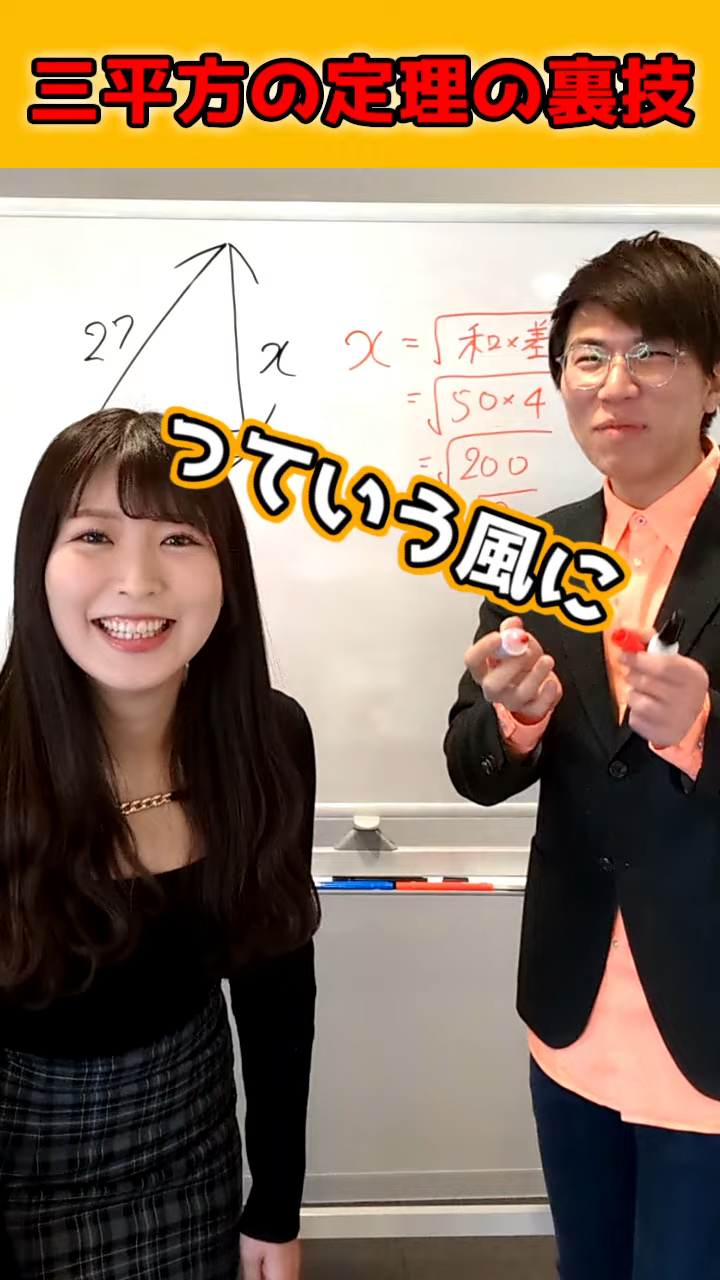 三平方の定理の裏技
27
x
x = √和×差
= √50×4
= √200
っていう風に